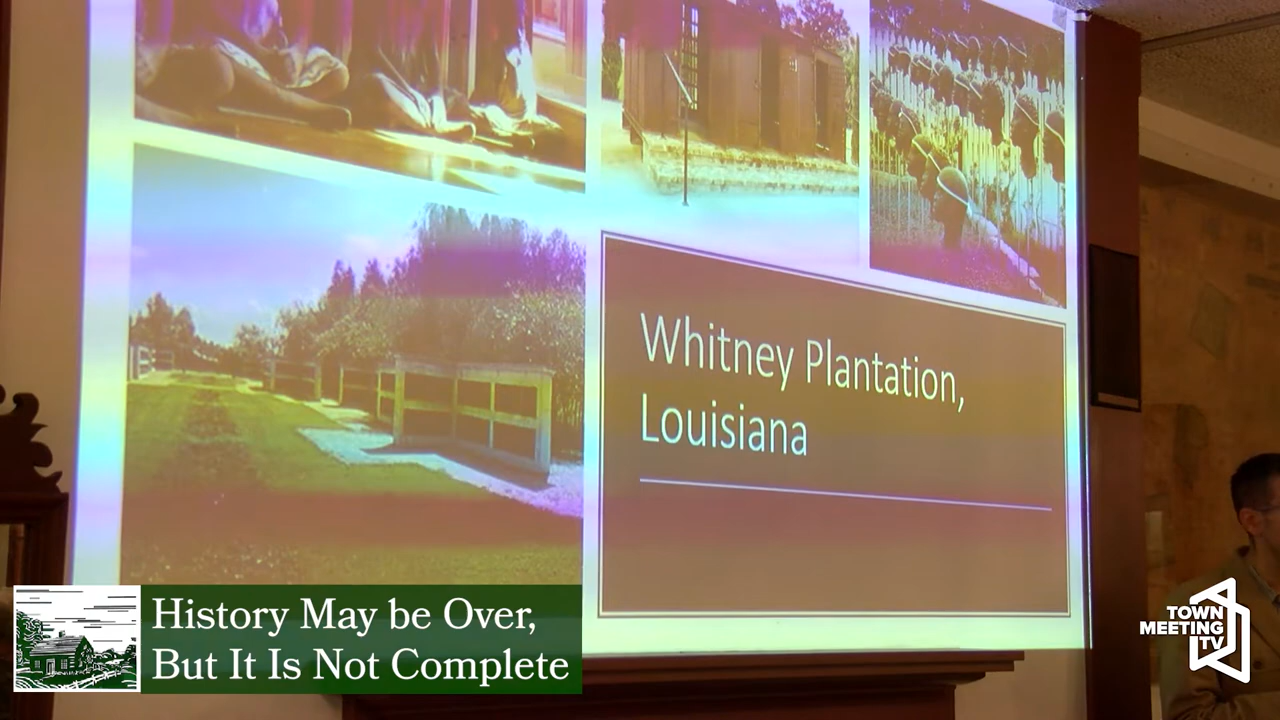 Whitney Plantation,
Louisiana
History May be Over,
But It Is Not Complete
TOWN
MEETING
TV